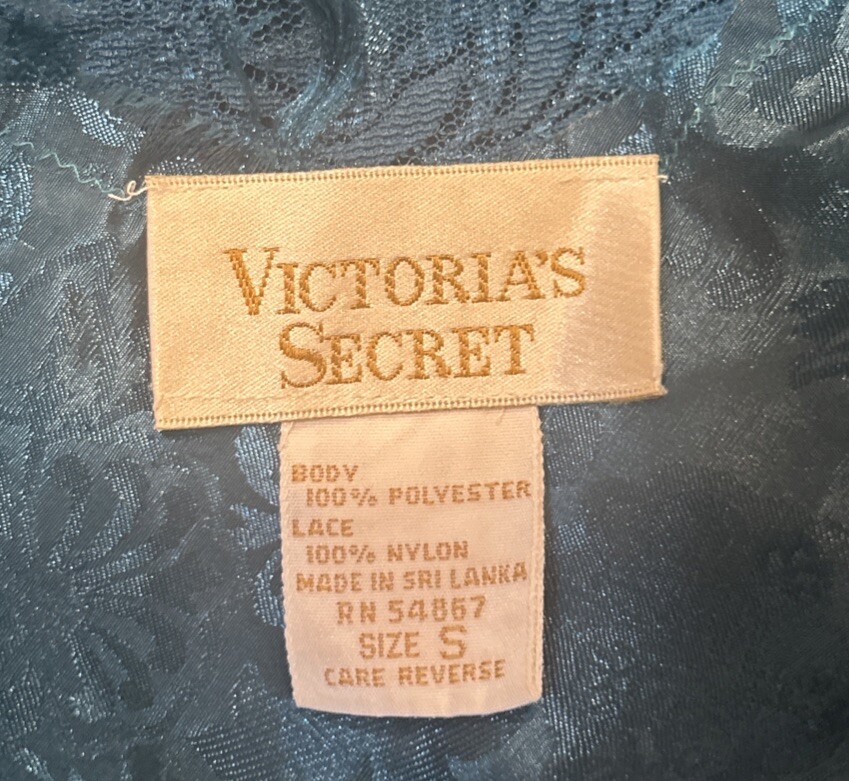 VICTORIA'S
SECRET
BODY
100% POLYESTER
LACE
100% NYLON
MADE IN SRI LANKA
RN 54867
SIZE S
CARE REVERSE